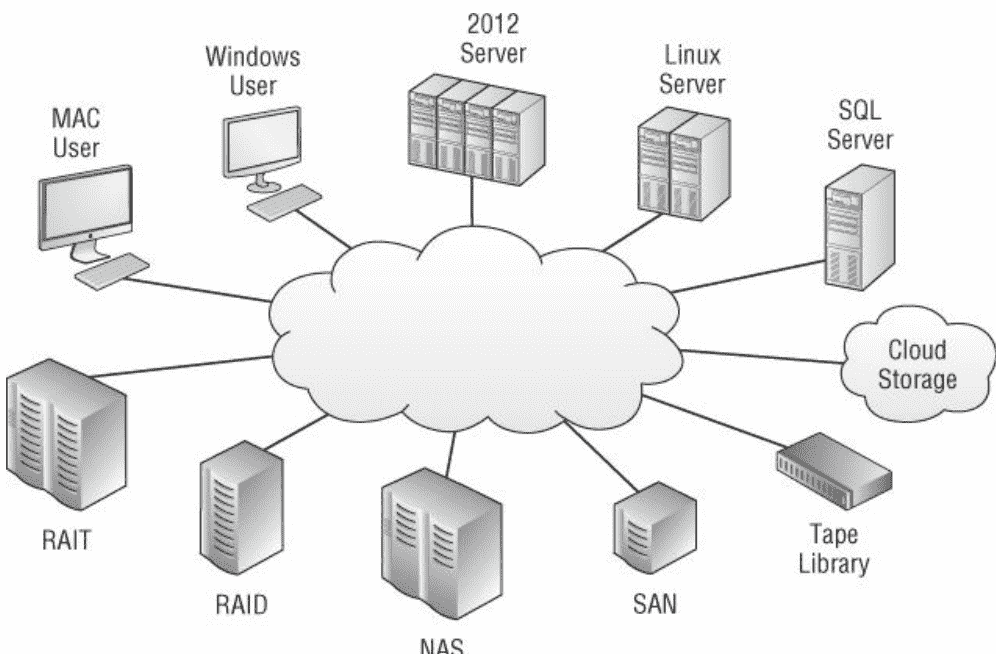 2012
Server
Windows
User
Linux
Server
MAC
User
SQL
Server
Cloud
Storage
RAIT
RAID
NAS
SAN
Tape
Library